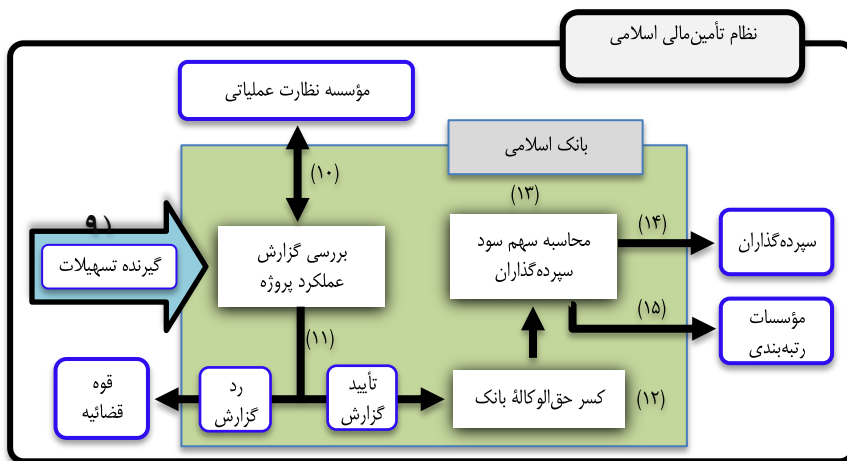 نظام تأمین‌مالی اسلامی
مؤسسه نظارت عملیاتی
بانک اسلامی
(۱۰)
(۱۳)
گیرنده تسهیلات
بررسی گزارش
عملکرد پروژه
محاسبه سهم سود
سپرده‌گذاران
(۱۴)
سپرده‌گذاران
(۱۵)
مؤسسات
رتبه‌بندی
(۱۱)
قوه
قضائیه
رد
گزارش
تأیید
گزارش
کسر حق‌الوکالهٔ بانک
(۱۲)